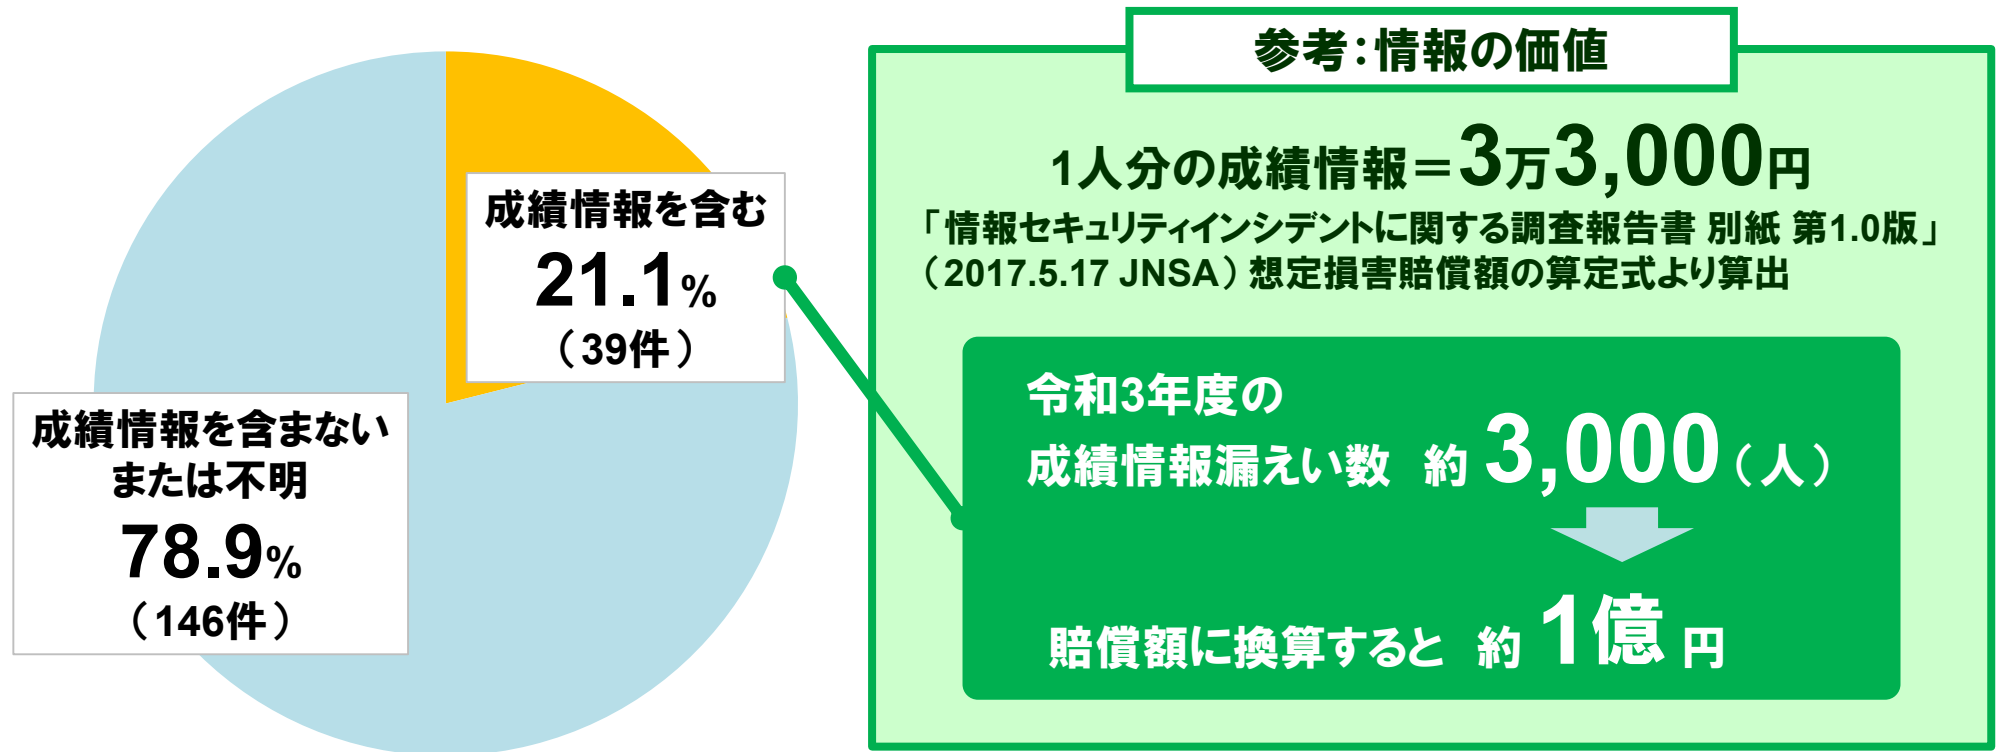 成績情報を含む
21.1%
（39件）
成績情報を含まない
または不明
78.9%
（146件）
参考：情報の価値
1人分の成績情報＝3万3,000円
「情報セキュリティインシデントに関する調査報告書 別紙 第1.0版」
（2017.5.17 JNSA）想定損害賠償額の算定式より算出
令和3年度の
成績情報漏えい数 約 3,000（人）
賠償額に換算すると 約 1億 円